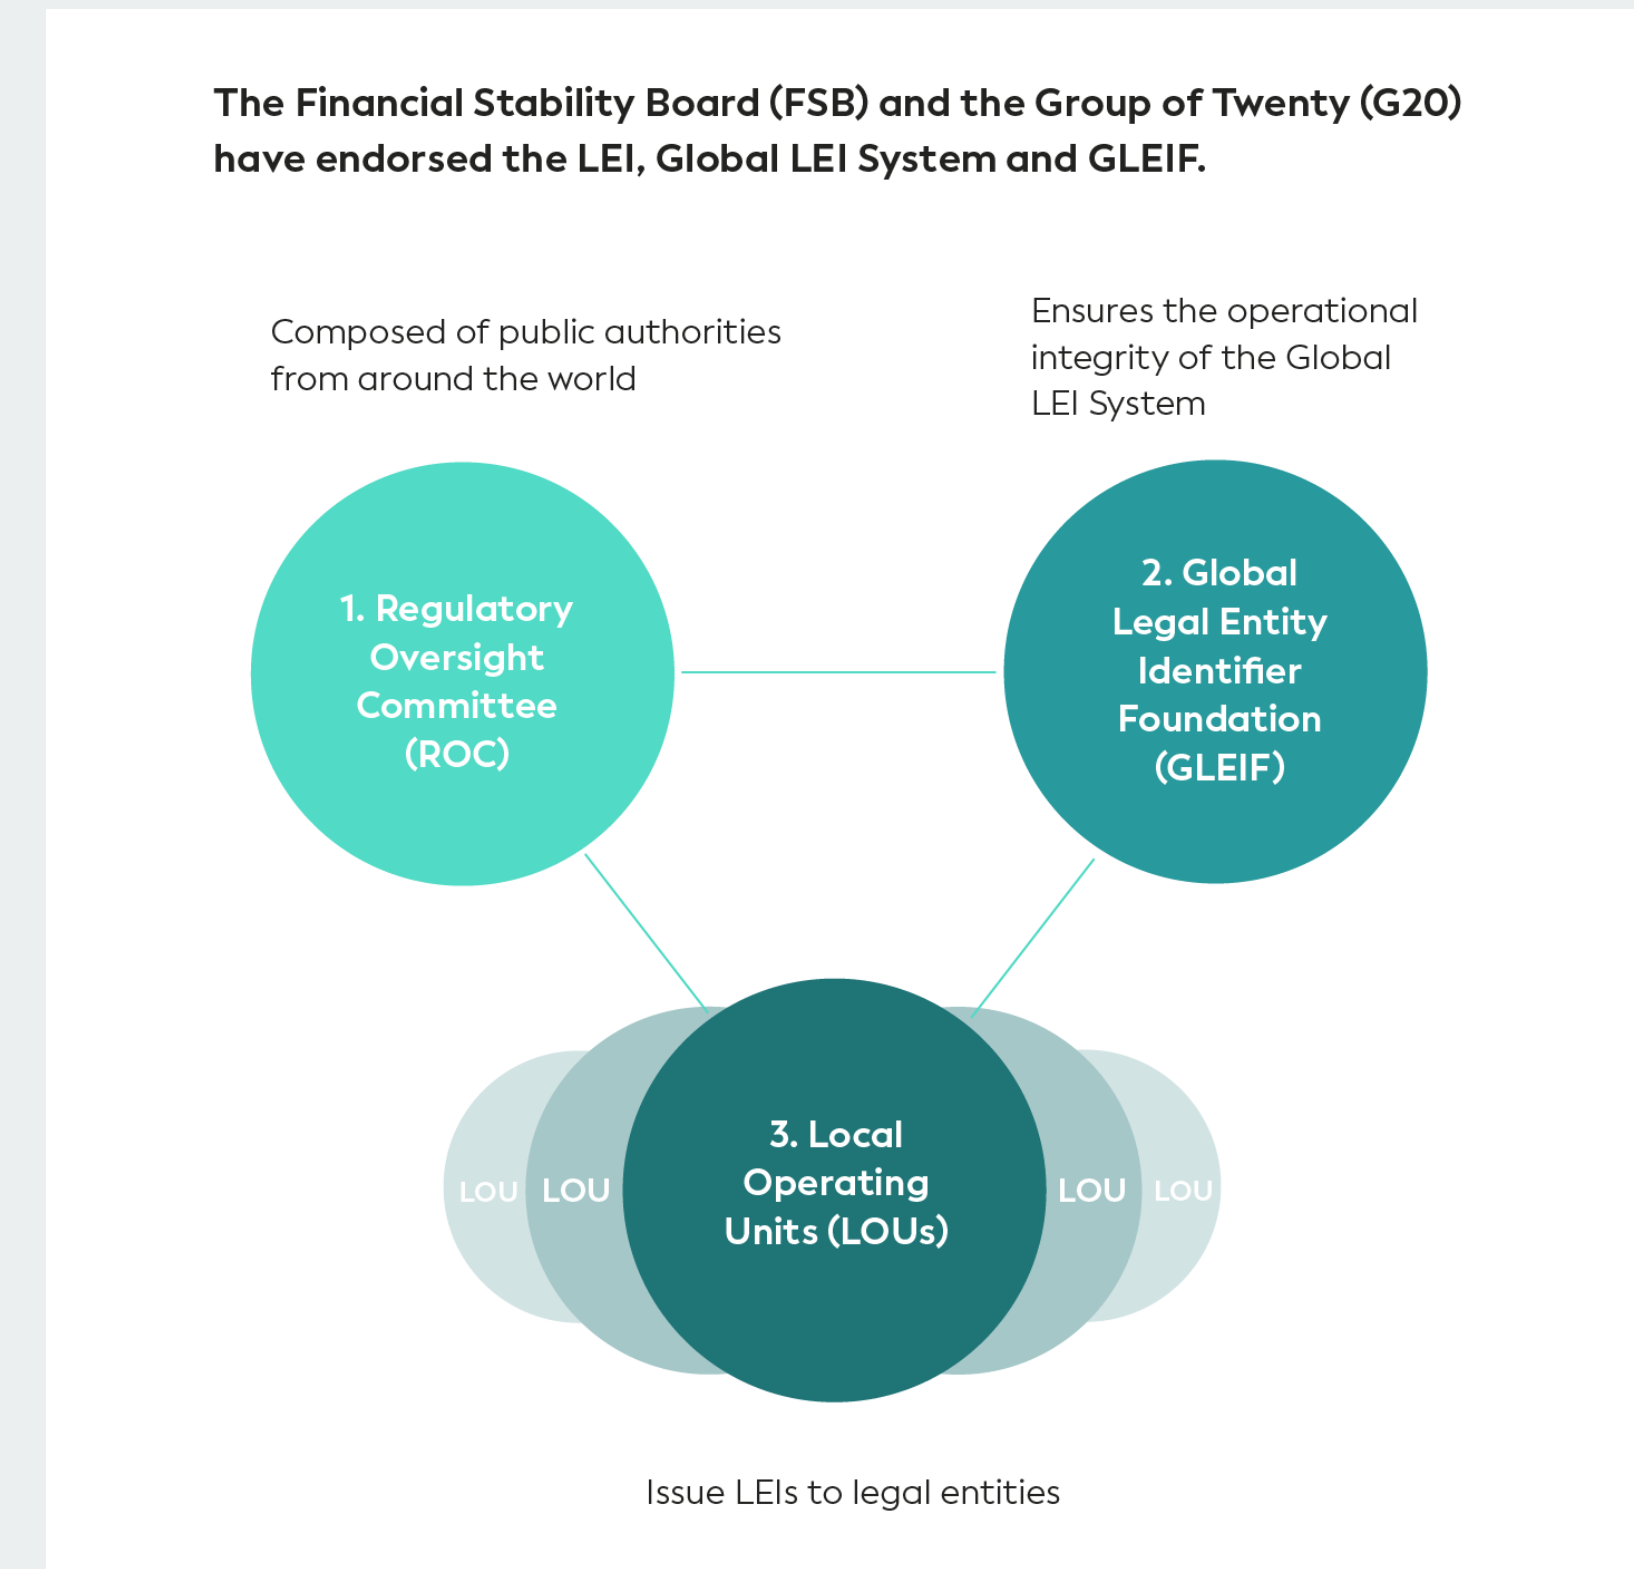 The Financial Stability Board (FSB) and the Group of Twenty (G20)
have endorsed the LEI, Global LEI System and GLEIF.
Composed of public authorities
from around the world
Ensures the operational
integrity of the Global
LEI System
1. Regulatory
Oversight
Committee
(ROC)
2. Global
Legal Entity
Identifier
Foundation
(GLEIF)
LOU
LOU
3. Local
Operating
Units (LOUs)
LOU
LOU
Issue LEIs to legal entities